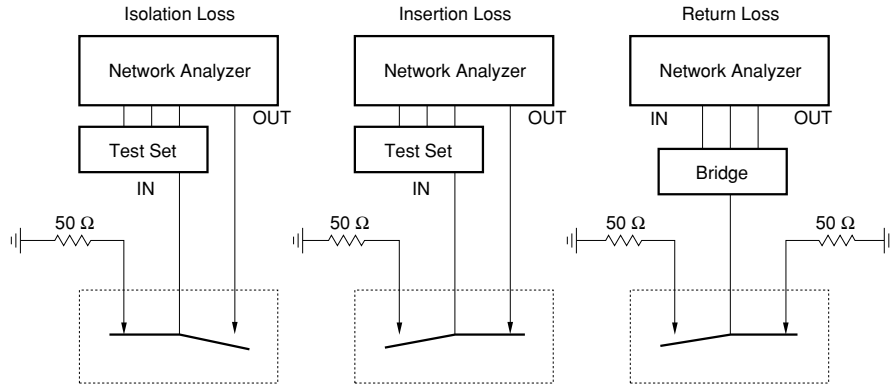 Isolation Loss
Insertion Loss
Return Loss
Network Analyzer
Network Analyzer
Network Analyzer
OUT
OUT
IN
OUT
Test Set
Test Set
Bridge
IN
IN
50 Ω
50 Ω
50 Ω
50 Ω